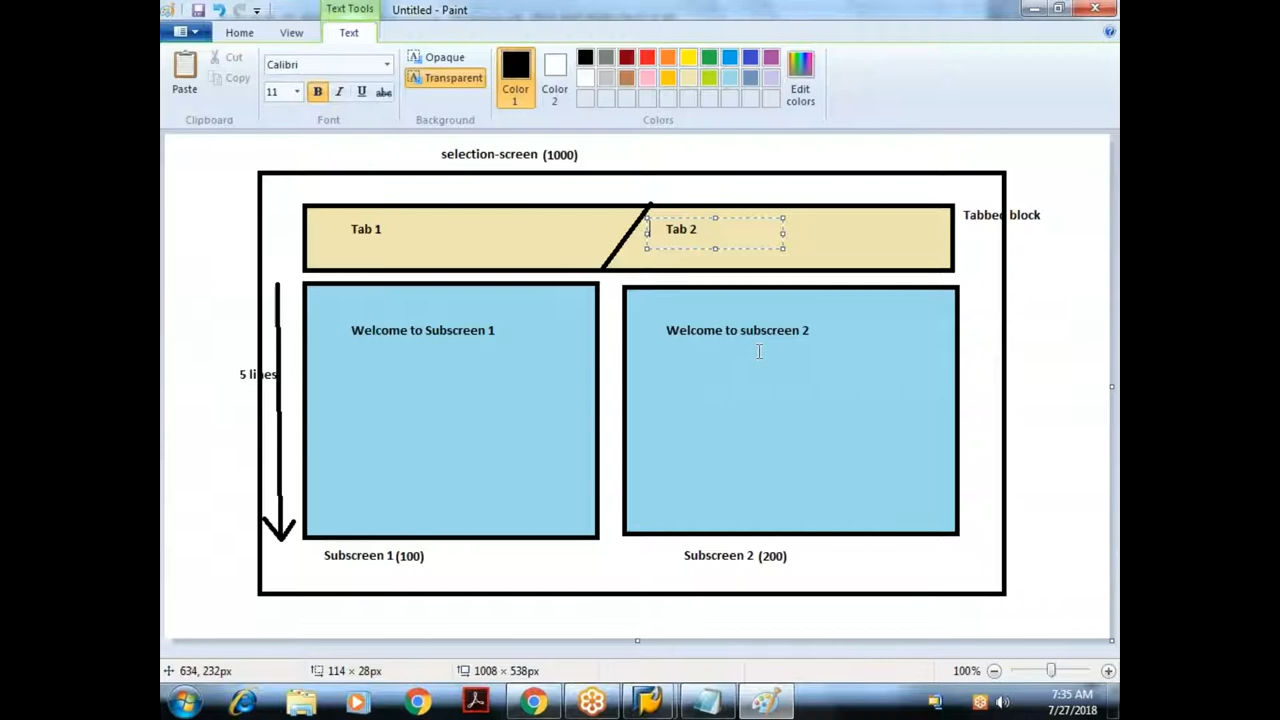 Text Tools
Untitled - Paint
Home
View
Text
Paste
Cut
Copy
Clipboard
Calibri
11
B
I
U
abc
Font
Opaque
Transparent
Background
Color 1
Color 2
Edit colors
Colors
selection-screen (1000)
Tab 1
Tab 2
Tabbed block
Welcome to Subscreen 1
Welcome to subscreen 2
5 lines
Subscreen 1 (100)
Subscreen 2 (200)
634, 232px
114 × 28px
1008 × 538px
100%
7:35 AM
7/27/2018